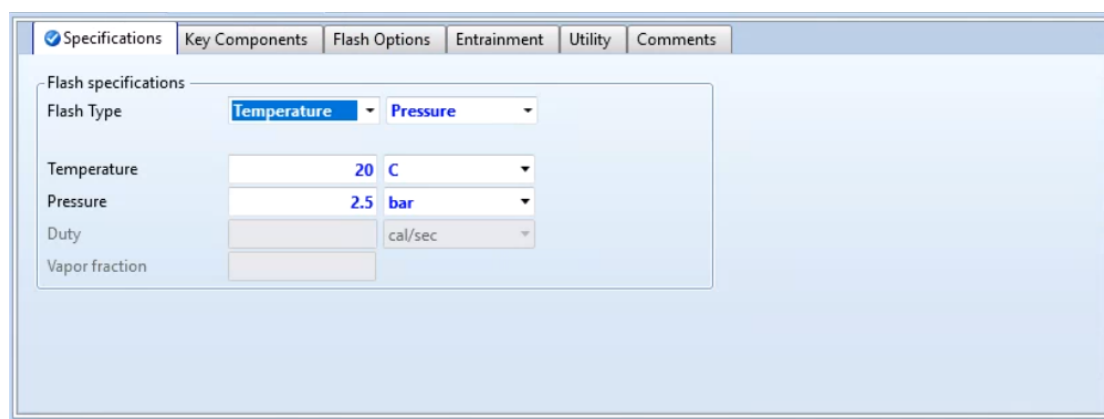 Specifications Key Components Flash Options Entrainment Utility Comments
Flash specifications
Flash Type Temperature Pressure
Temperature 20 C
Pressure 2.5 bar
Duty cal/sec
Vapor fraction